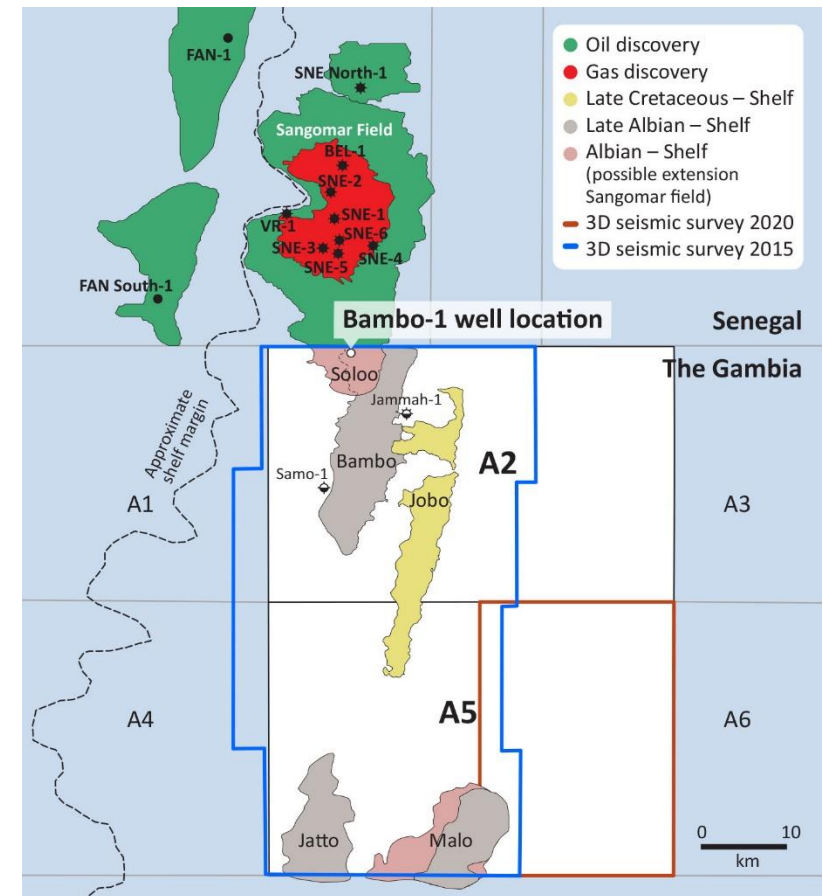 FAN-1
SNE North-1
Sangomar Field
BEL-1
SNE-2
VR-1
SNE-1
SNE-6
SNE-3
SNE-4
SNE-5
FAN South-1
Oil discovery
Gas discovery
Late Cretaceous – Shelf
Late Albian – Shelf
Albian – Shelf
(possible extension
Sangomar field)
3D seismic survey 2020
3D seismic survey 2015
Bambo-1 well location
Senegal
The Gambia
Soloo
Jammah-1
Approximate
shelf margin
Bambo
A2
Samo-1
Jobo
A1
A3
A4
A5
A6
Jatto
Malo
0 10
km